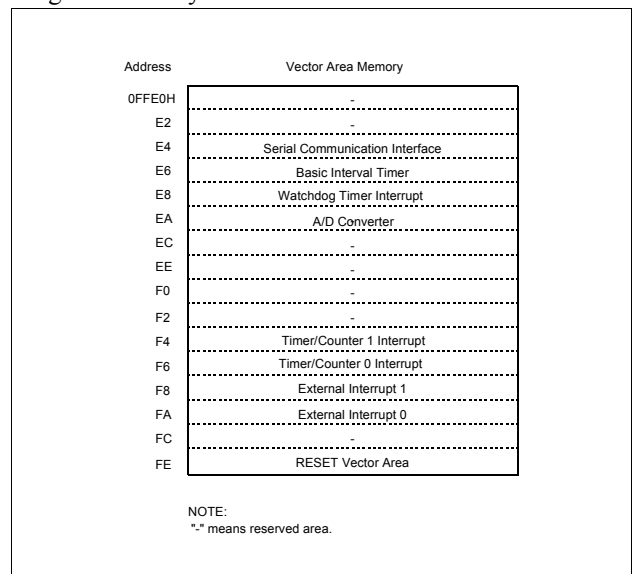 Address Vector Area Memory
0FFE0H -
E2 -
E4 Serial Communication Interface
E6 Basic Interval Timer
E8 Watchdog Timer Interrupt
EA A/D Converter
EC -
EE -
F0 -
F2 -
F4 Timer/Counter 1 Interrupt
F6 Timer/Counter 0 Interrupt
F8 External Interrupt 1
FA External Interrupt 0
FC -
FE RESET Vector Area
NOTE:
"-" means reserved area.